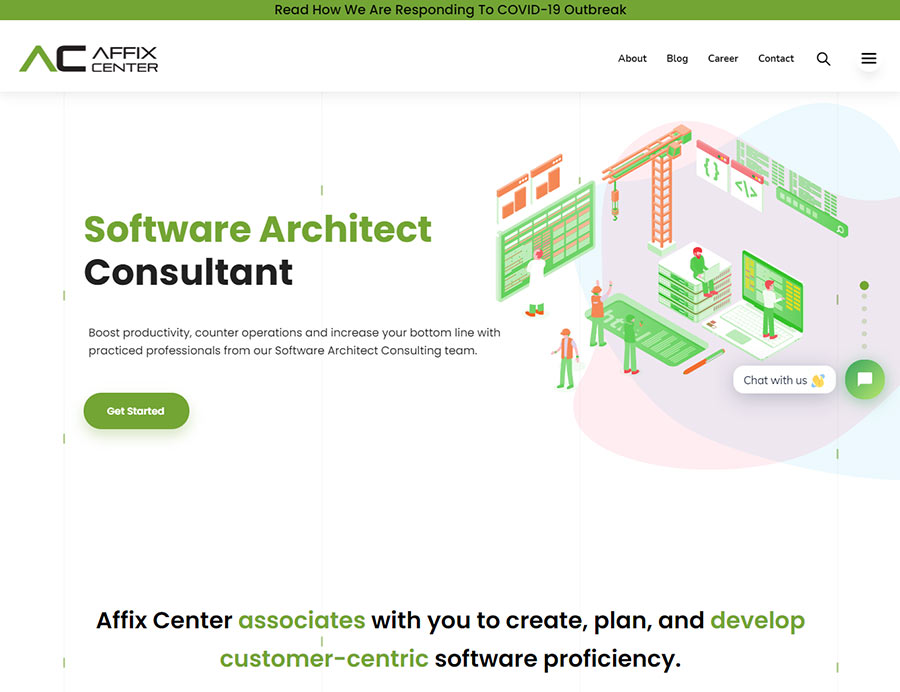 Read How We Are Responding To COVID-19 Outbreak
AC AFFIX
CENTER
About Blog Career Contact
Software Architect
Consultant
Boost productivity, counter operations and increase your bottom line with
practiced professionals from our Software Architect Consulting team.
Get Started
{}
</>
Chat with us 👋
Affix Center associates with you to create, plan, and develop
customer-centric software proficiency.